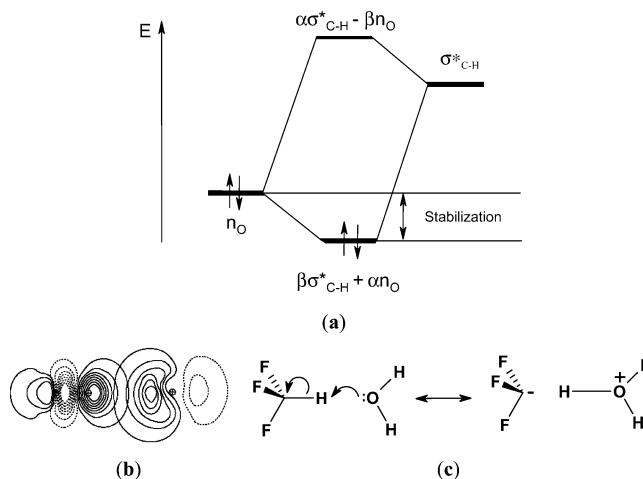 ασ*C-H - βnO
E
σ*C-H
nO
Stabilization
βσ*C-H + αnO
(a)
F F F H :O H H
F F F - H O + H
(b)
(c)